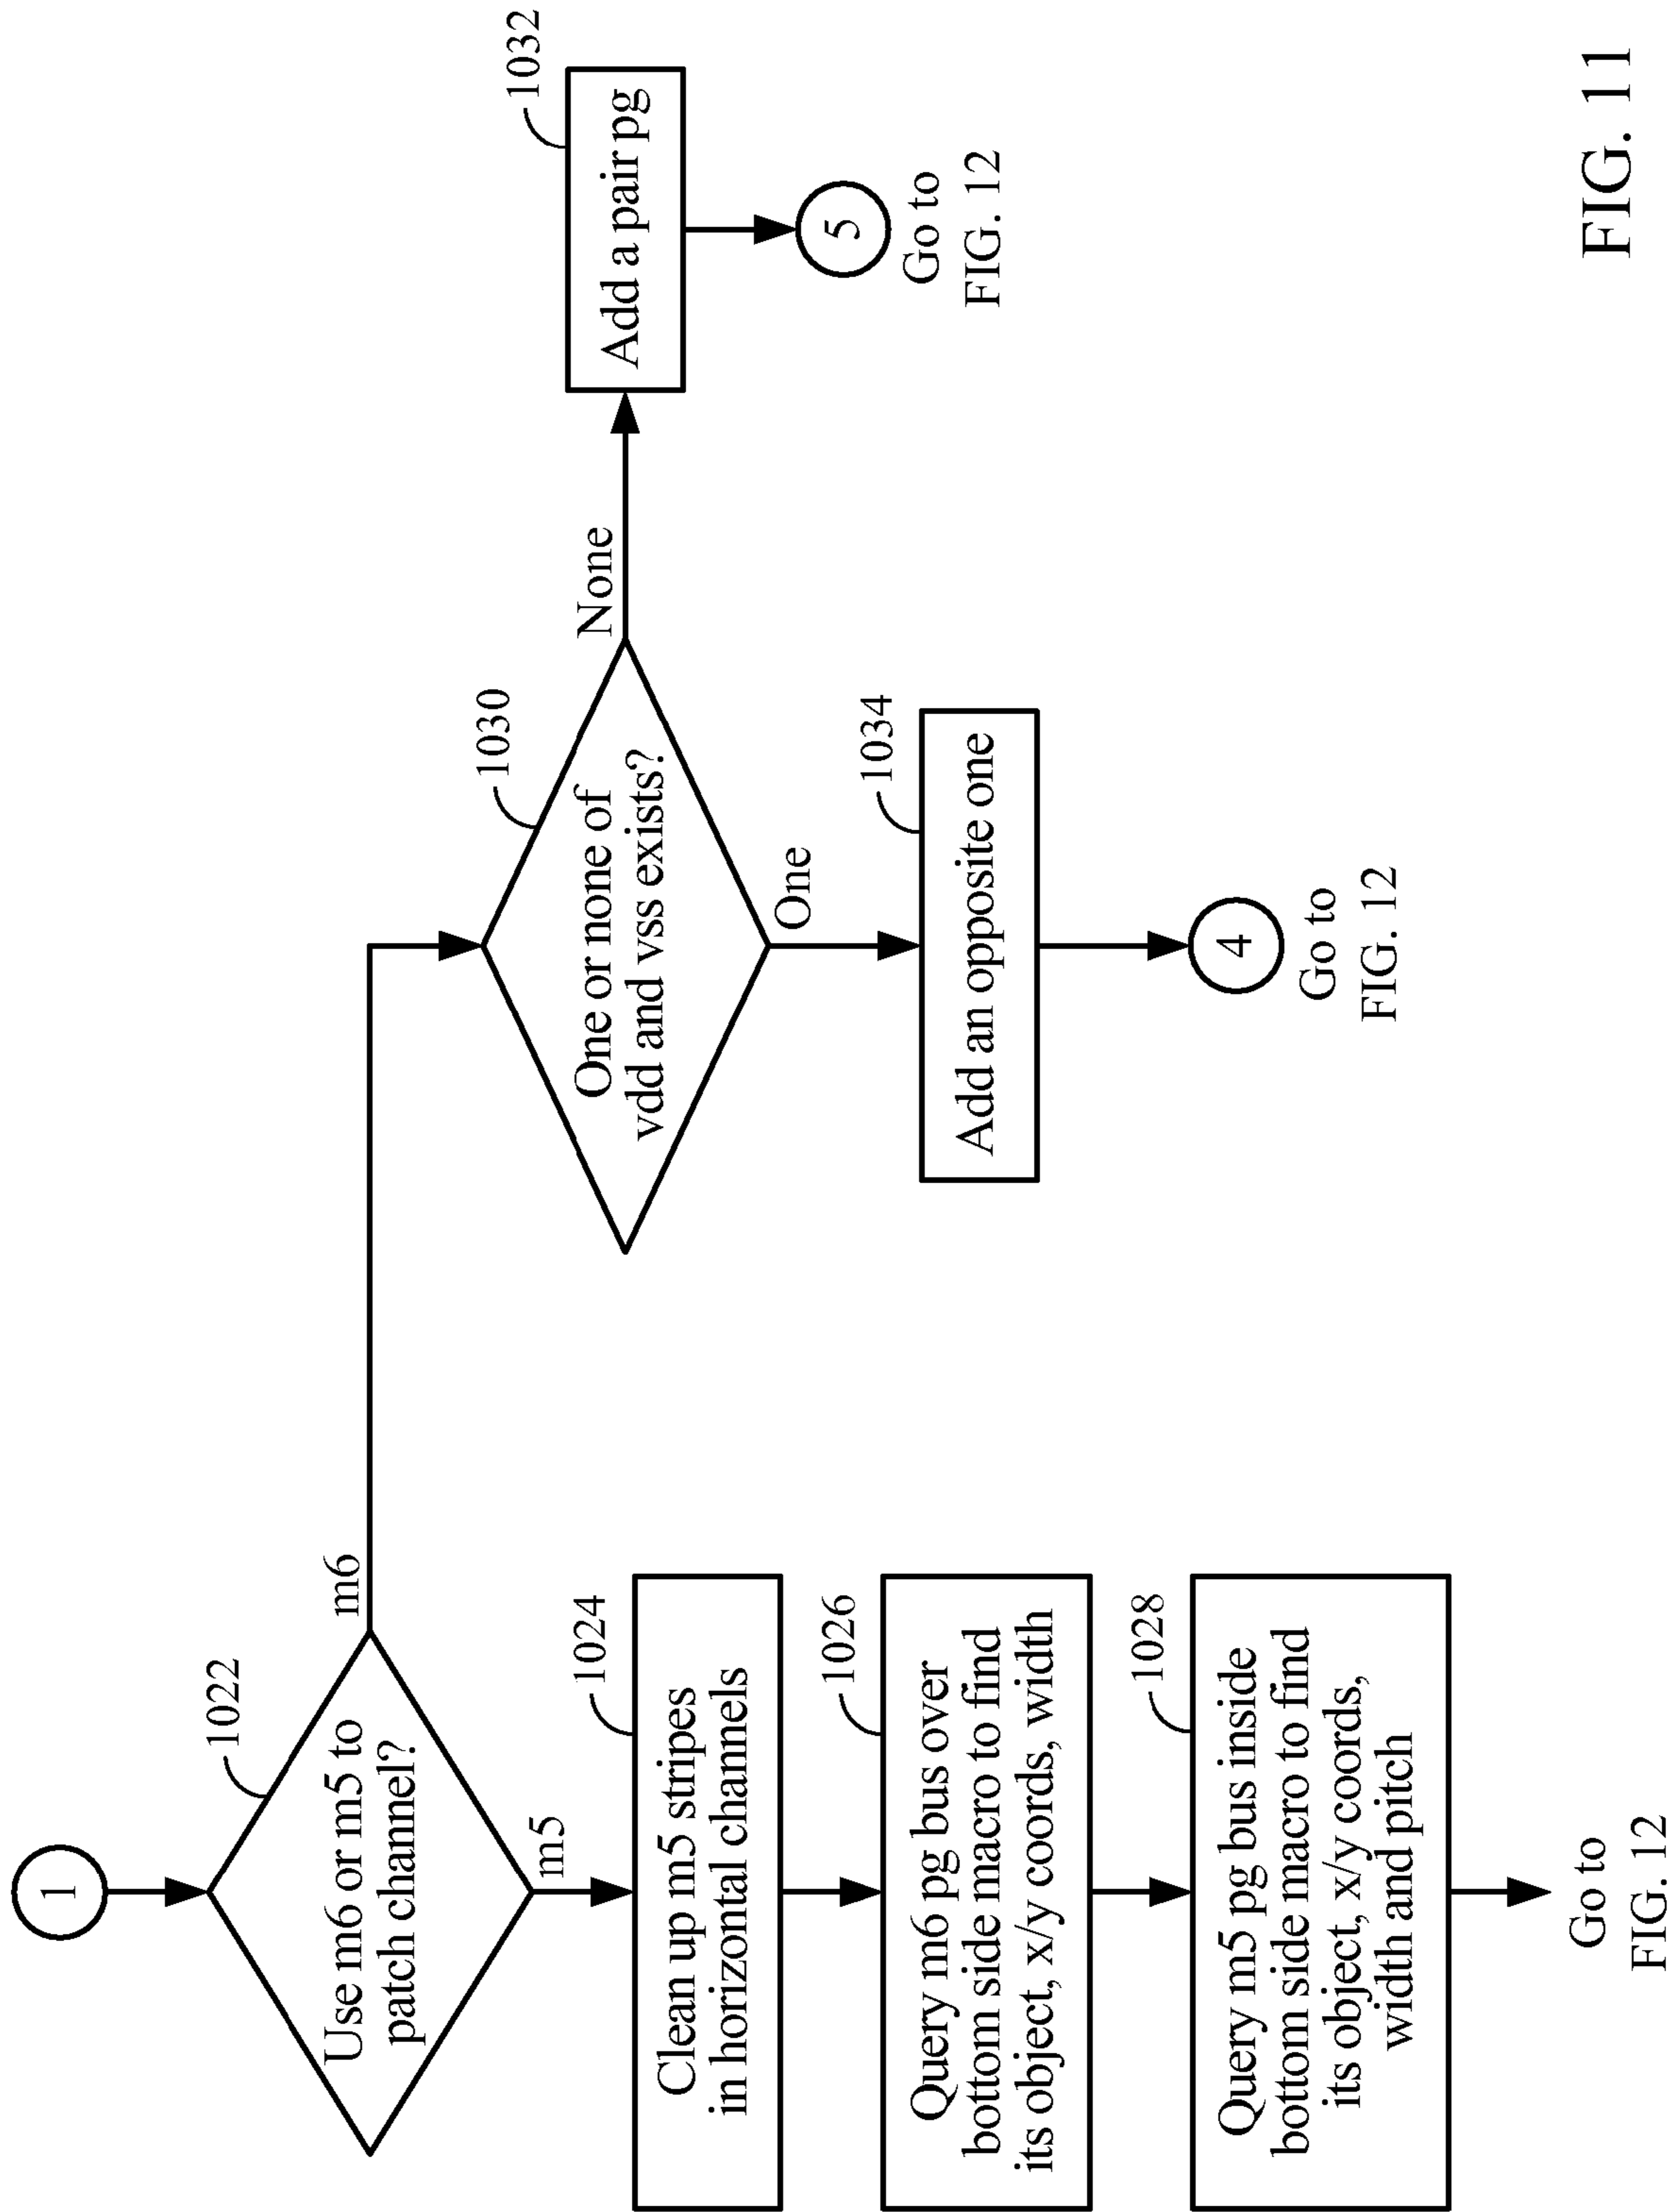 1
1022
Use m6 or m5 to
patch channel?
m6
m5
1024
Clean up m5 stripes
in horizontal channels
1026
Query m6 pg bus over
bottom side macro to find
its object, x/y coords, width
1028
Query m5 pg bus inside
bottom side macro to find
its object, x/y coords,
width and pitch
Go to
FIG. 12
1030
One or none of
vdd and vss exists?
None
One
1034
Add an opposite one
4
Go to
FIG. 12
1032
Add a pair pg
5
Go to
FIG. 12
FIG. 11